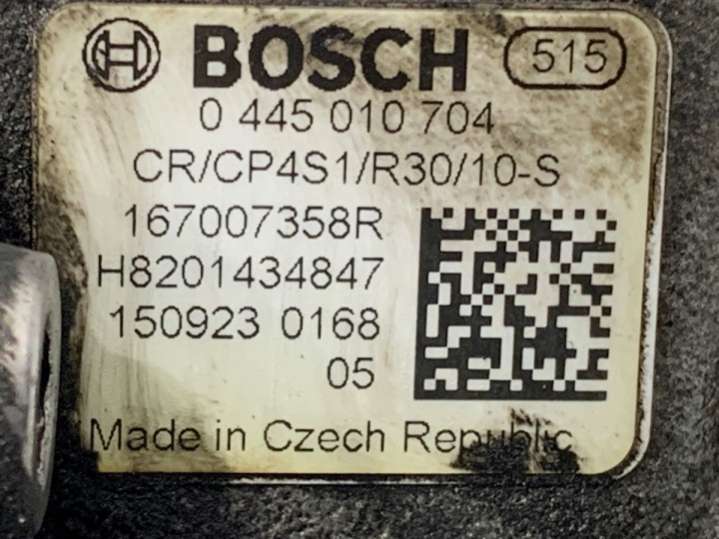 BOSCH 515
0 445 010 704
CR/CP4S1/R30/10-S
167007358R
H8201434847
150923 0168
05
Made in Czech Republic